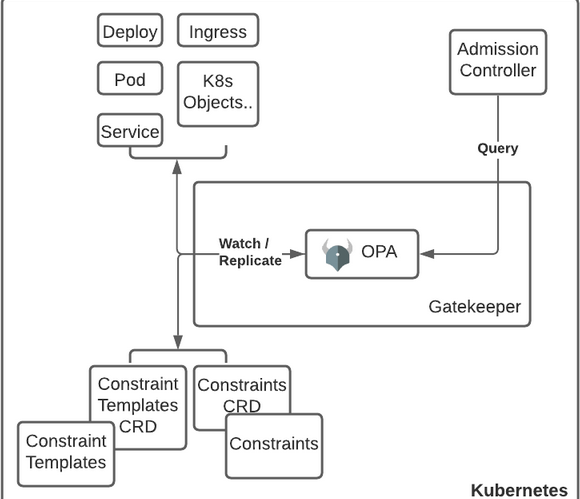 Deploy
Ingress
Pod
K8s
Objects..
Service
Admission
Controller
Query
Watch /
Replicate
OPA
Gatekeeper
Constraint
Templates
CRD
Constraints
CRD
Constraint
Templates
Constraints
Kubernetes